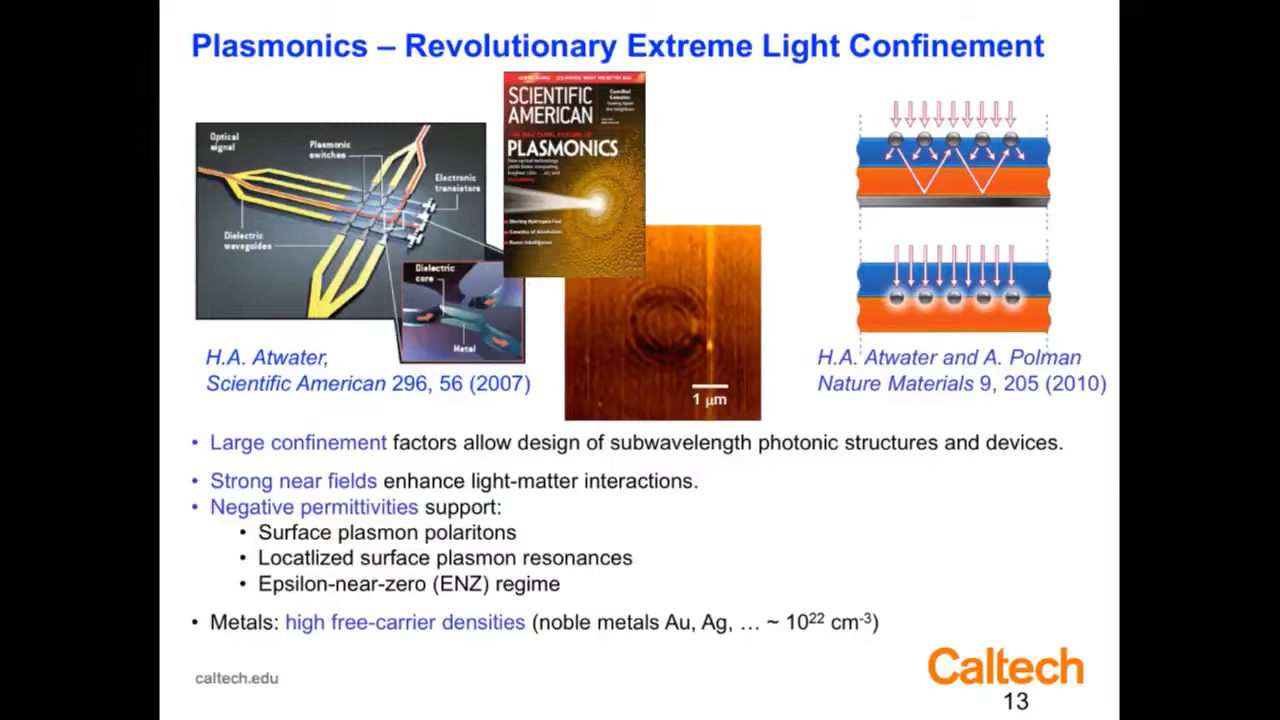 Plasmonics – Revolutionary Extreme Light Confinement
Optical
signal
Plasmonic
switches
Electronic
transistors
Dielectric
waveguides
Dielectric
core
Metal
SCIENTIFIC
AMERICAN
PLASMONICS
1 μm
H.A. Atwater,
Scientific American 296, 56 (2007)
H.A. Atwater and A. Polman
Nature Materials 9, 205 (2010)
• Large confinement factors allow design of subwavelength photonic structures and devices.
• Strong near fields enhance light-matter interactions.
• Negative permittivities support:
• Surface plasmon polaritons
• Locatlized surface plasmon resonances
• Epsilon-near-zero (ENZ) regime
• Metals: high free-carrier densities (noble metals Au, Ag, … ~ 10²² cm⁻³)
caltech.edu
Caltech
13